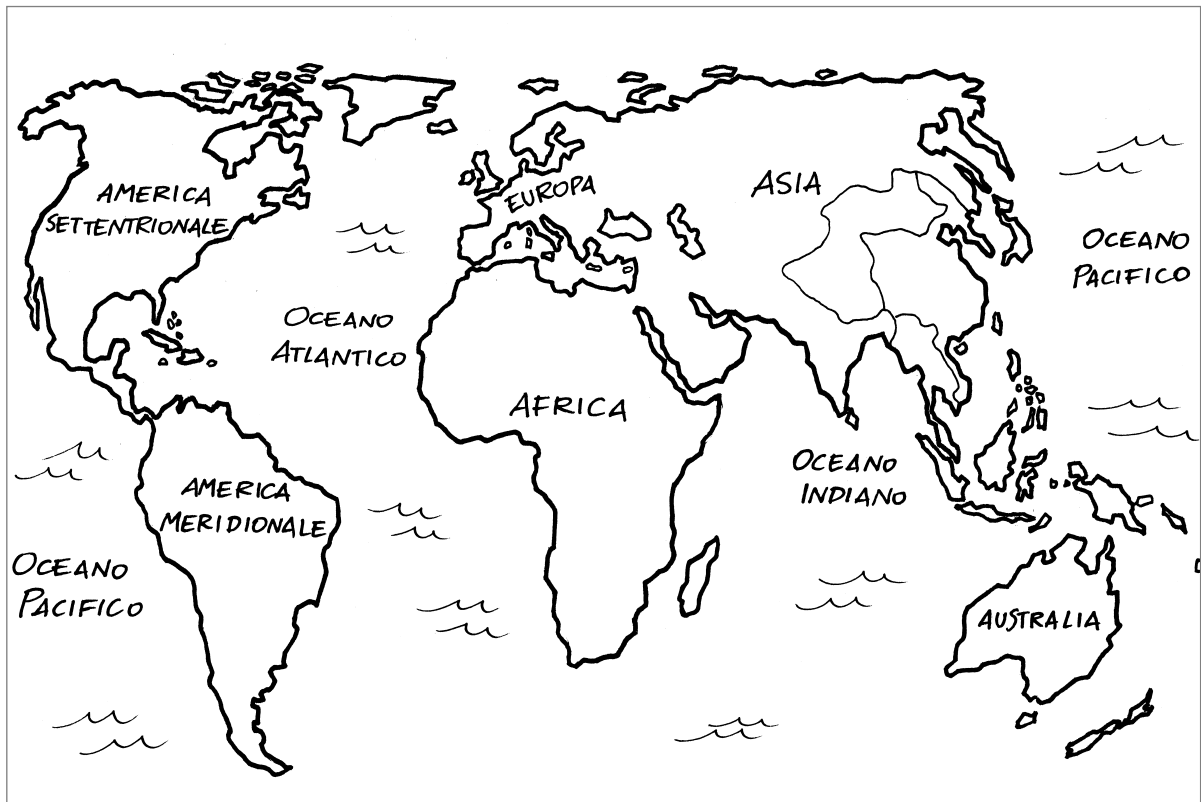 AMERICA
SETTENTRIONALE
EUROPA
ASIA
OCEANO
PACIFICO
OCEANO
ATLANTICO
AFRICA
OCEANO
INDIANO
AMERICA
MERIDIONALE
OCEANO
PACIFICO
AUSTRALIA